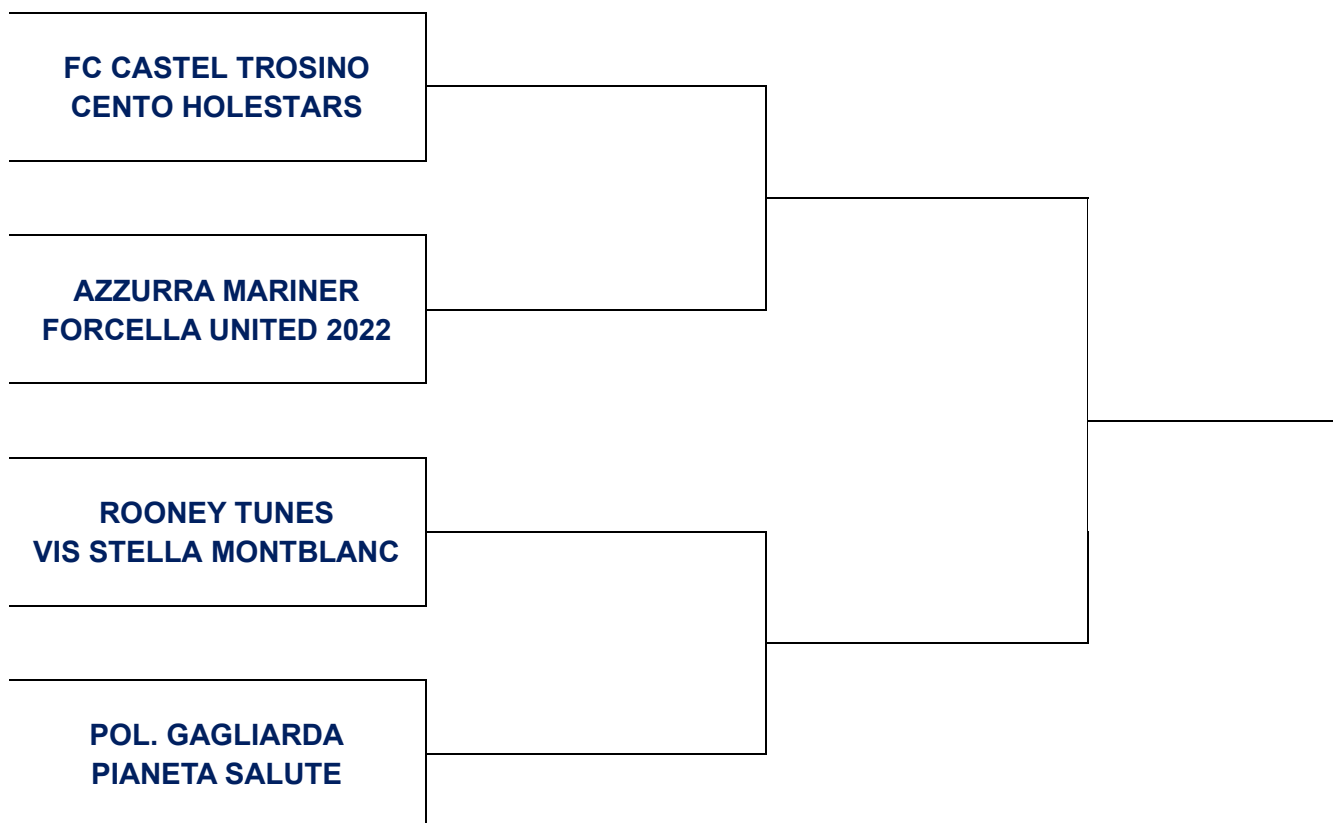 FC CASTEL TROSINO
CENTO HOLESTARS
AZZURRA MARINER
FORCELLA UNITED 2022
ROONEY TUNES
VIS STELLA MONTBLANC
POL. GAGLIARDA
PIANETA SALUTE